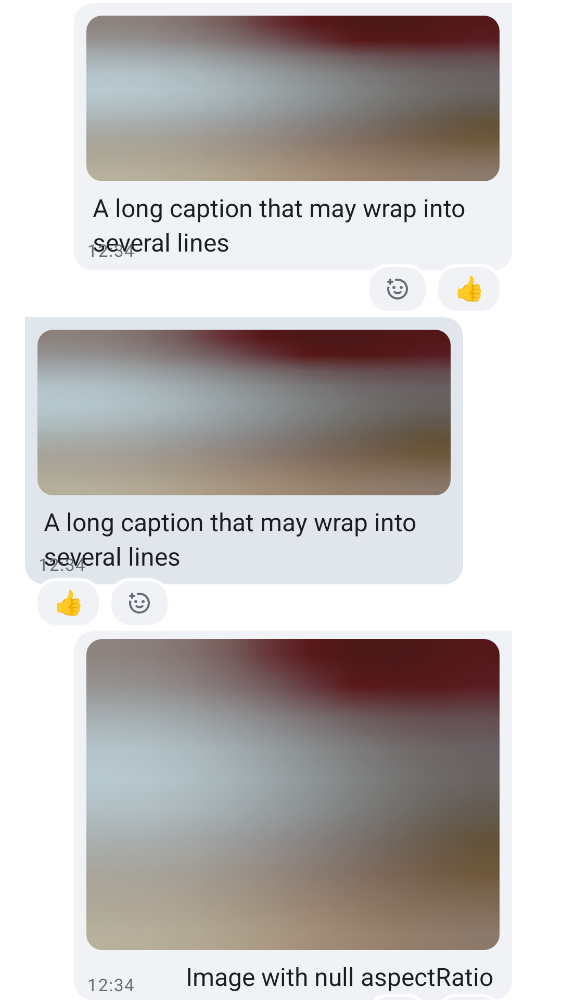 A long caption that may wrap into
several lines
12:34
👍
A long caption that may wrap into
several lines
12:34
👍
Image with null aspectRatio
12:34